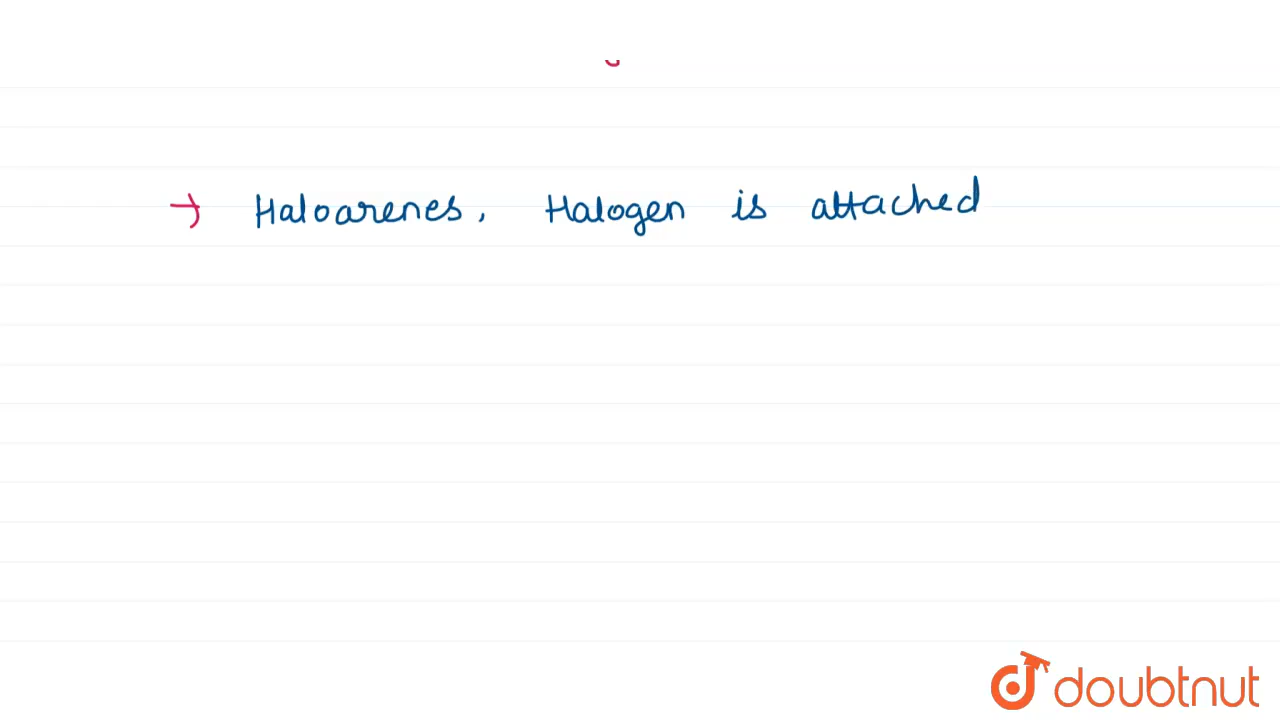 → Haloarenes, Halogen is attached
doubtnut